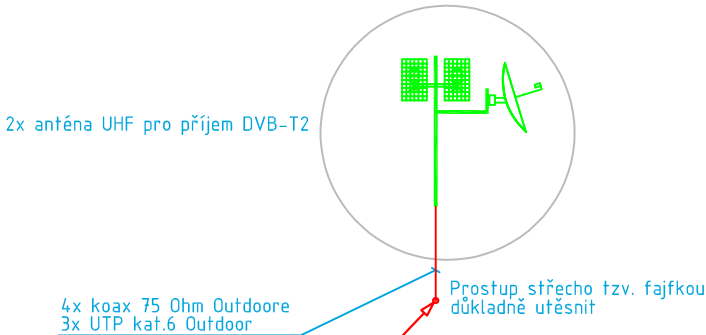 2x anténa UHF pro příjem DVB-T2
Prostup střecho tzv. fajfkou
důkladně utěsnit
4x koax 75 Ohm Outdoore
3x UTP kat.6 Outdoor